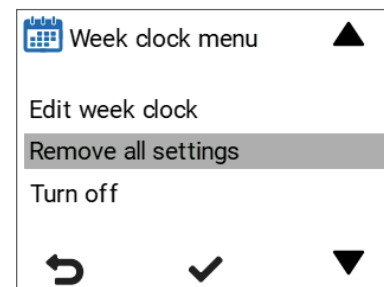 Week clock menu
Edit week clock
Remove all settings
Turn off